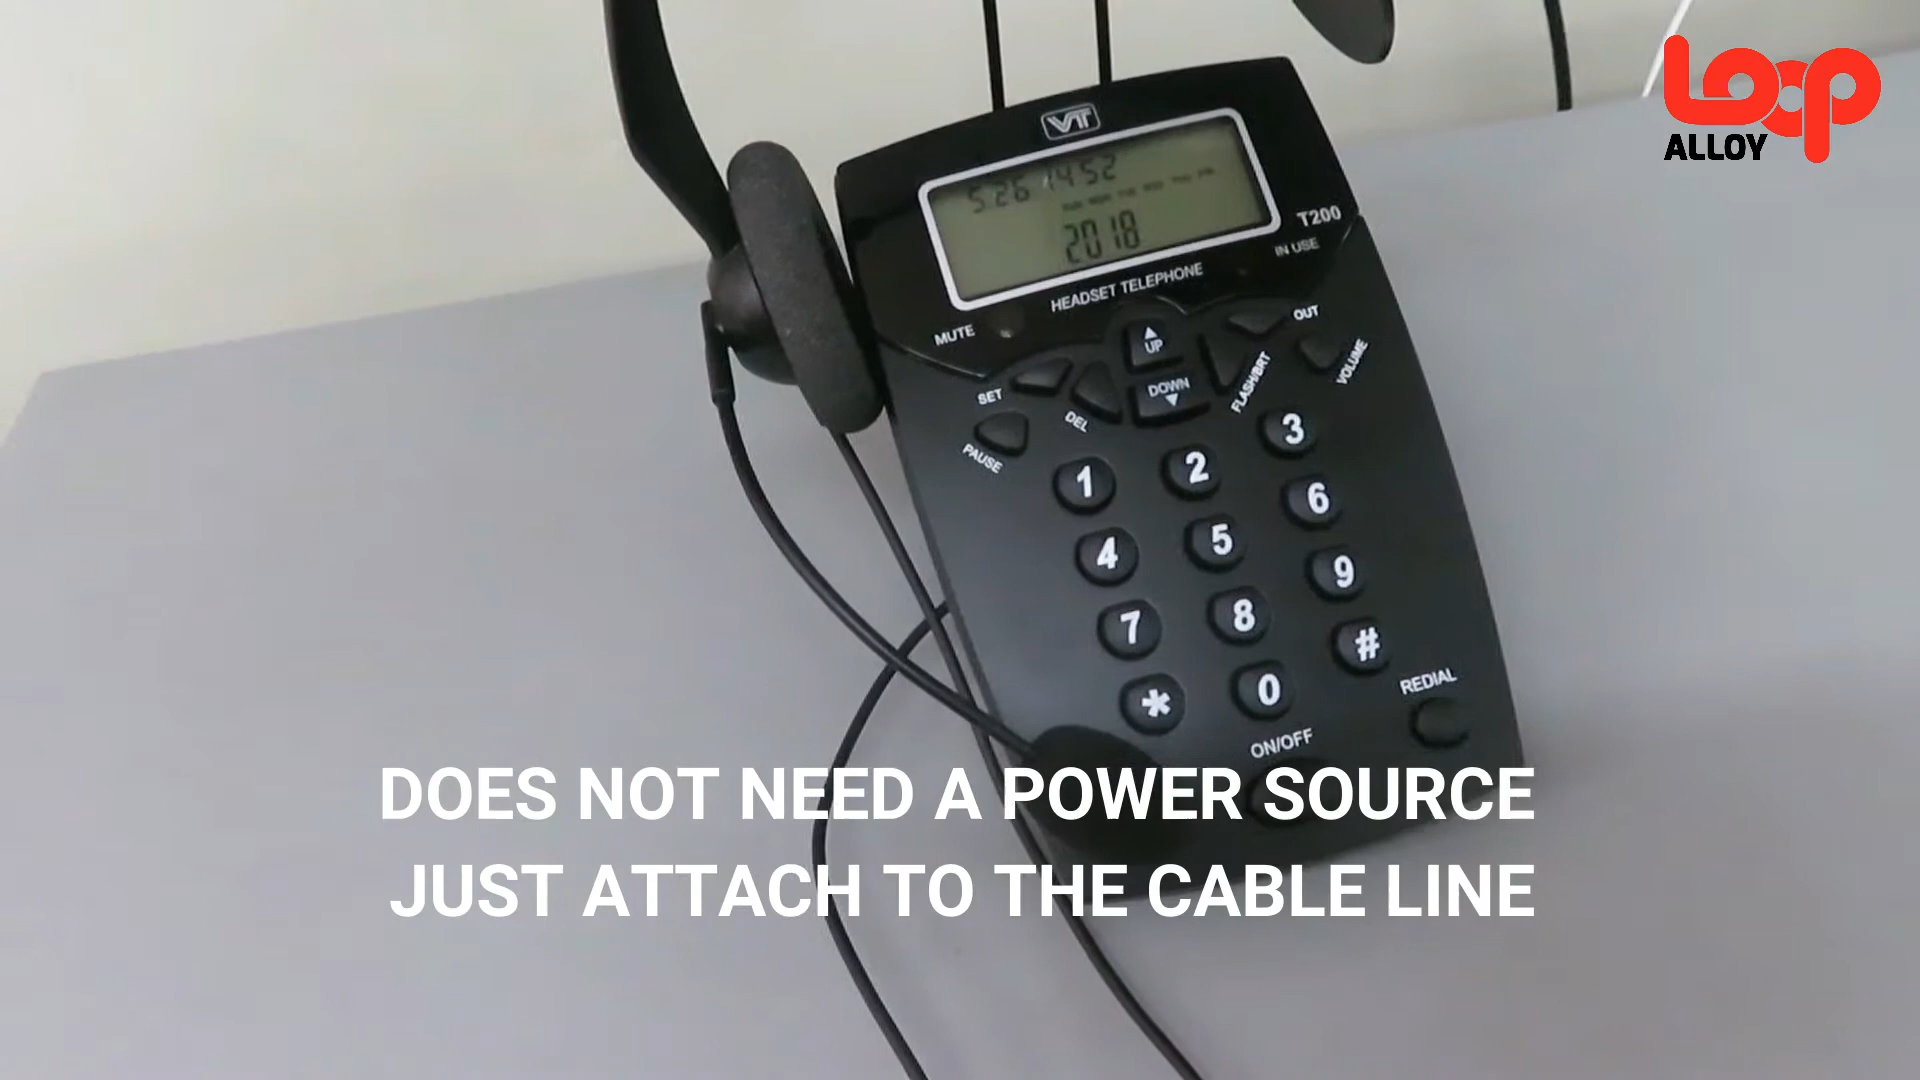 LOOP
ALLOY
VT
5 26 14 52
2018
T200
IN USE
HEADSET TELEPHONE
MUTE
OUT
UP
SET
DEL
DOWN
FLASH/BRT
VOLUME
PAUSE
1 2 3
4 5 6
7 8 9
* 0 #
REDIAL
ON/OFF
DOES NOT NEED A POWER SOURCE
JUST ATTACH TO THE CABLE LINE